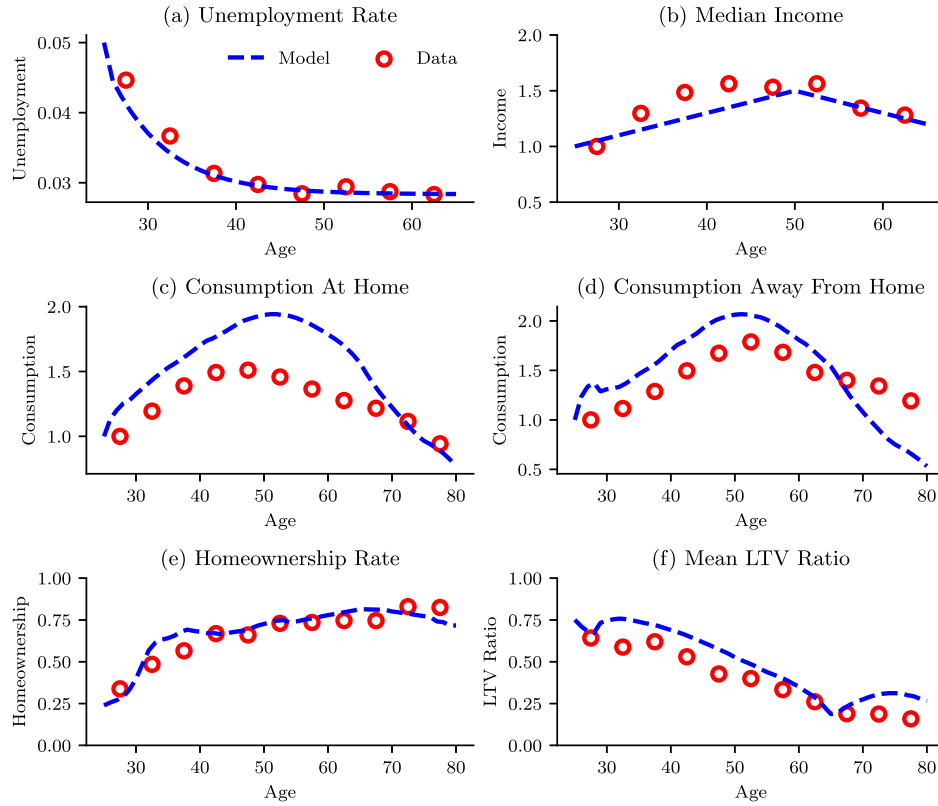 (a) Unemployment Rate
Unemployment
0.05
0.04
0.03
Model
Data
30
40
50
60
Age
(b) Median Income
Income
2.0
1.5
1.0
0.5
30
40
50
60
Age
(c) Consumption At Home
Consumption
2.0
1.5
1.0
30
40
50
60
70
80
Age
(d) Consumption Away From Home
Consumption
2.0
1.5
1.0
0.5
30
40
50
60
70
80
Age
(e) Homeownership Rate
Homeownership
1.00
0.75
0.50
0.25
0.00
30
40
50
60
70
80
Age
(f) Mean LTV Ratio
LTV Ratio
1.00
0.75
0.50
0.25
0.00
30
40
50
60
70
80
Age